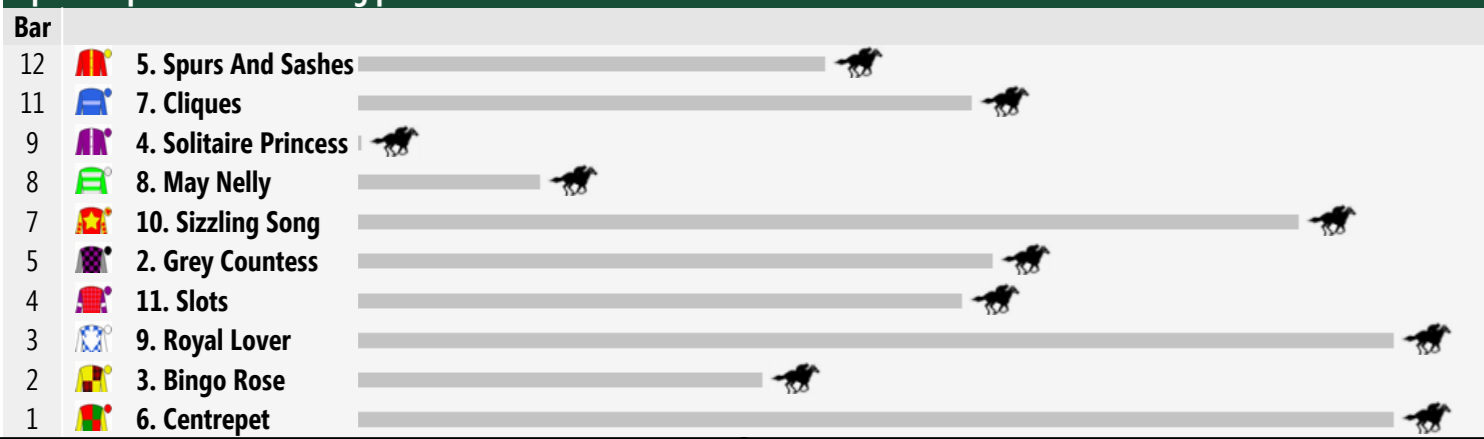 Bar
12 5. Spurs And Sashes
11 7. Cliques
9 4. Solitaire Princess
8 8. May Nelly
7 10. Sizzling Song
5 2. Grey Countess
4 11. Slots
3 9. Royal Lover
2 3. Bingo Rose
1 6. Centrepet